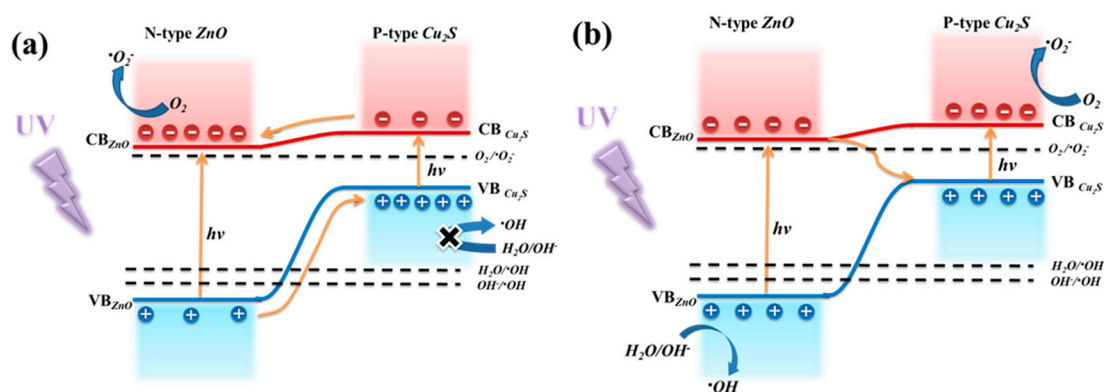 (a)
N-type ZnO
P-type Cu₂S
·O₂⁻
O₂
UV
CB ZnO
CB Cu₂S
O₂/·O₂⁻
hv
VB Cu₂S
·OH
H₂O/OH⁻
hv
H₂O/·OH
OH⁻/·OH
VB ZnO
(b)
N-type ZnO
P-type Cu₂S
·O₂⁻
O₂
UV
CB ZnO
CB Cu₂S
O₂/·O₂⁻
hv
VB Cu₂S
hv
H₂O/·OH
OH⁻/·OH
VB ZnO
H₂O/OH⁻
·OH